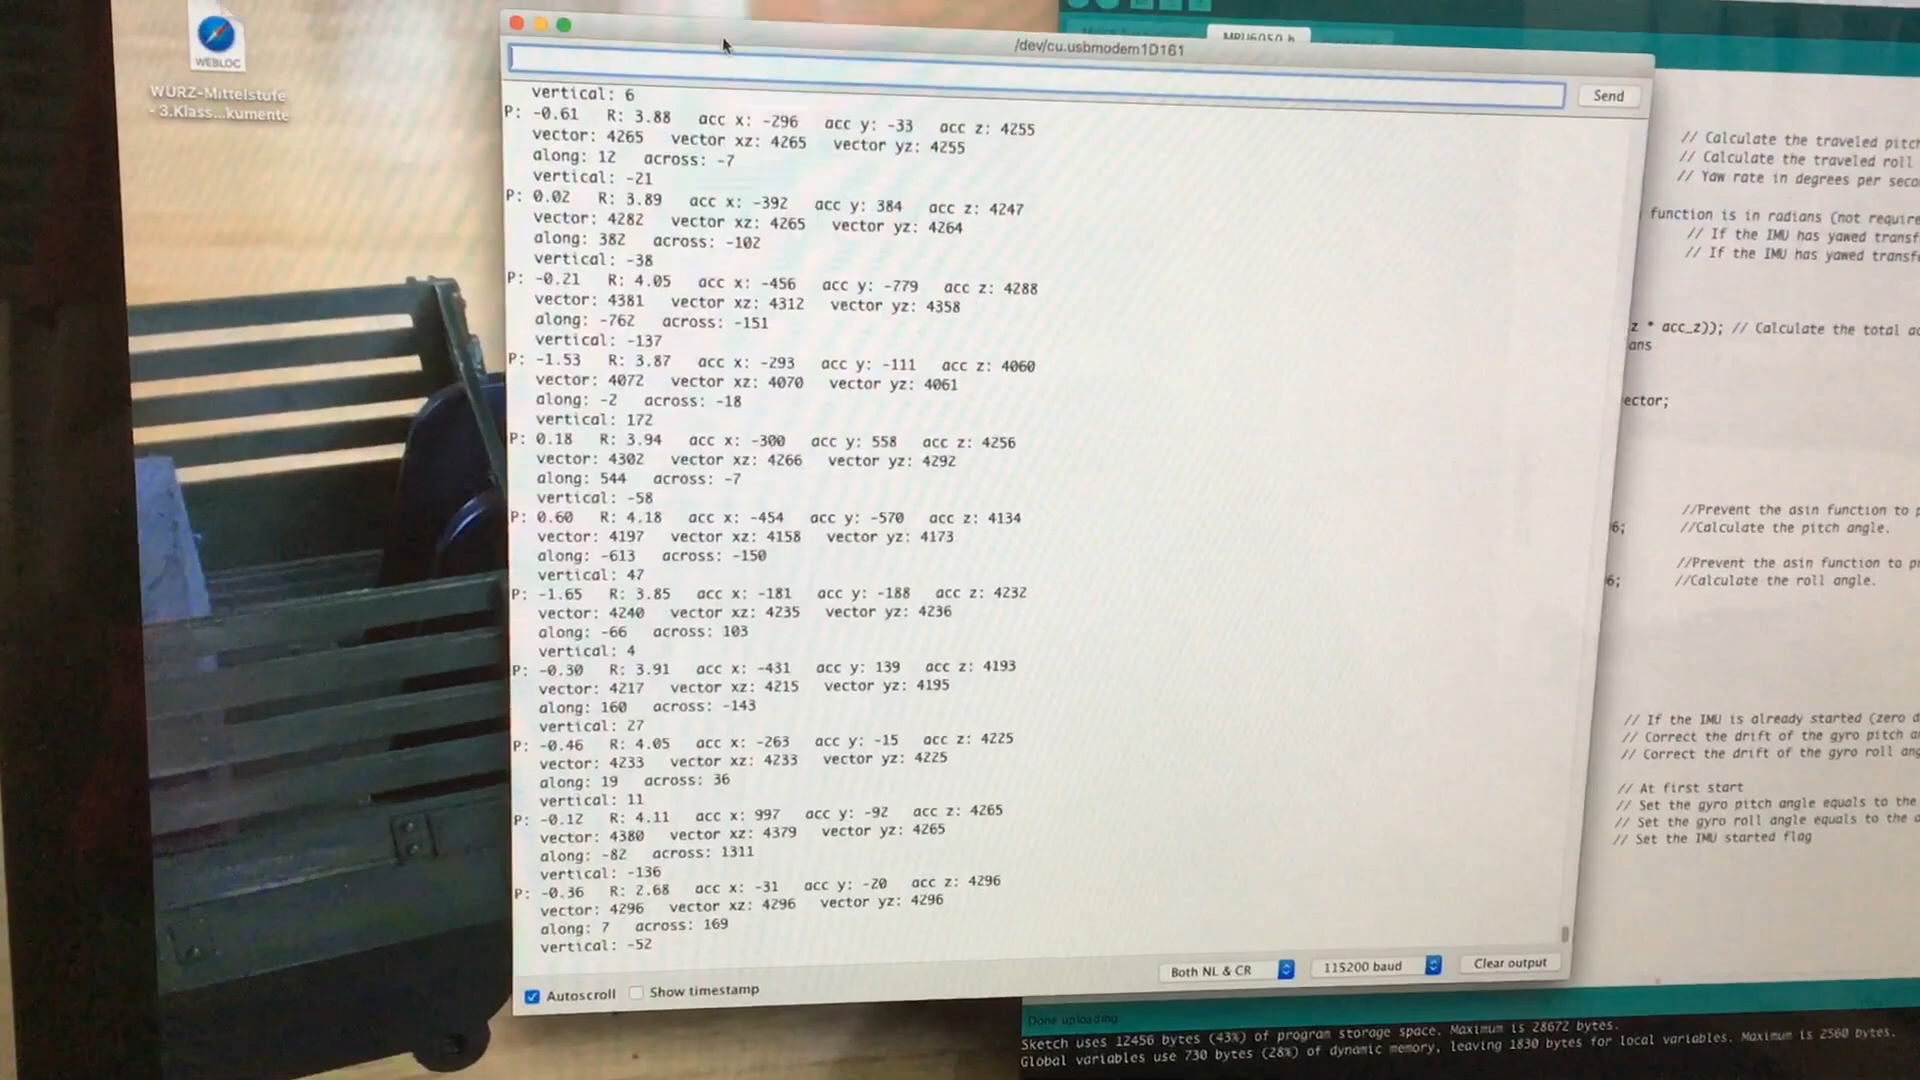 WEBLOC
WURZ-Mittelstufe
- 3.Klass...kumente
/dev/cu.usbmodem1D161
MPU6050.h
Send
vertical: 6
P: -0.61 R: 3.88 acc x: -296 acc y: -33 acc z: 4255
vector: 4265 vector xz: 4265 vector yz: 4255
along: 12 across: -7
vertical: -21
P: 0.02 R: 3.89 acc x: -392 acc y: 384 acc z: 4247
vector: 4282 vector xz: 4265 vector yz: 4264
along: 382 across: -102
vertical: -38
P: -0.21 R: 4.05 acc x: -456 acc y: -779 acc z: 4288
vector: 4381 vector xz: 4312 vector yz: 4358
along: -762 across: -151
vertical: -137
P: -1.53 R: 3.87 acc x: -293 acc y: -111 acc z: 4060
vector: 4072 vector xz: 4070 vector yz: 4061
along: -2 across: -18
vertical: 172
P: 0.18 R: 3.94 acc x: -300 acc y: 558 acc z: 4256
vector: 4302 vector xz: 4266 vector yz: 4292
along: 544 across: -7
vertical: -58
P: 0.60 R: 4.18 acc x: -454 acc y: -570 acc z: 4134
vector: 4197 vector xz: 4158 vector yz: 4173
along: -613 across: -150
vertical: 47
P: -1.65 R: 3.85 acc x: -181 acc y: -188 acc z: 4232
vector: 4240 vector xz: 4235 vector yz: 4236
along: -66 across: 103
vertical: 4
P: -0.30 R: 3.91 acc x: -431 acc y: 139 acc z: 4193
vector: 4217 vector xz: 4215 vector yz: 4195
along: 160 across: -143
vertical: 27
P: -0.46 R: 4.05 acc x: -263 acc y: -15 acc z: 4225
vector: 4233 vector xz: 4233 vector yz: 4225
along: 19 across: 36
vertical: 11
P: -0.12 R: 4.11 acc x: 997 acc y: -92 acc z: 4265
vector: 4380 vector xz: 4379 vector yz: 4265
along: -82 across: 1311
vertical: -136
P: -0.36 R: 2.68 acc x: -31 acc y: -20 acc z: 4296
vector: 4296 vector xz: 4296 vector yz: 4296
along: 7 across: 169
vertical: -52
Autoscroll Show timestamp Both NL & CR 115200 baud Clear output
// Calculate the traveled pitch
// Calculate the traveled roll
// Yaw rate in degrees per seco
function is in radians (not require
// If the IMU has yawed transf
// If the IMU has yawed transf
z * acc_z)); // Calculate the total ac
ans
ector;
//Prevent the asin function to p
6; //Calculate the pitch angle.
//Prevent the asin function to p
6; //Calculate the roll angle.
// If the IMU is already started (zero d
// Correct the drift of the gyro pitch an
// Correct the drift of the gyro roll ang
// At first start
// Set the gyro pitch angle equals to the
// Set the gyro roll angle equals to the a
// Set the IMU started flag
Done uploading
Sketch uses 12456 bytes (43%) of program storage space. Maximum is 28672 bytes.
Global variables use 730 bytes (28%) of dynamic memory, leaving 1830 bytes for local variables. Maximum is 2560 bytes.